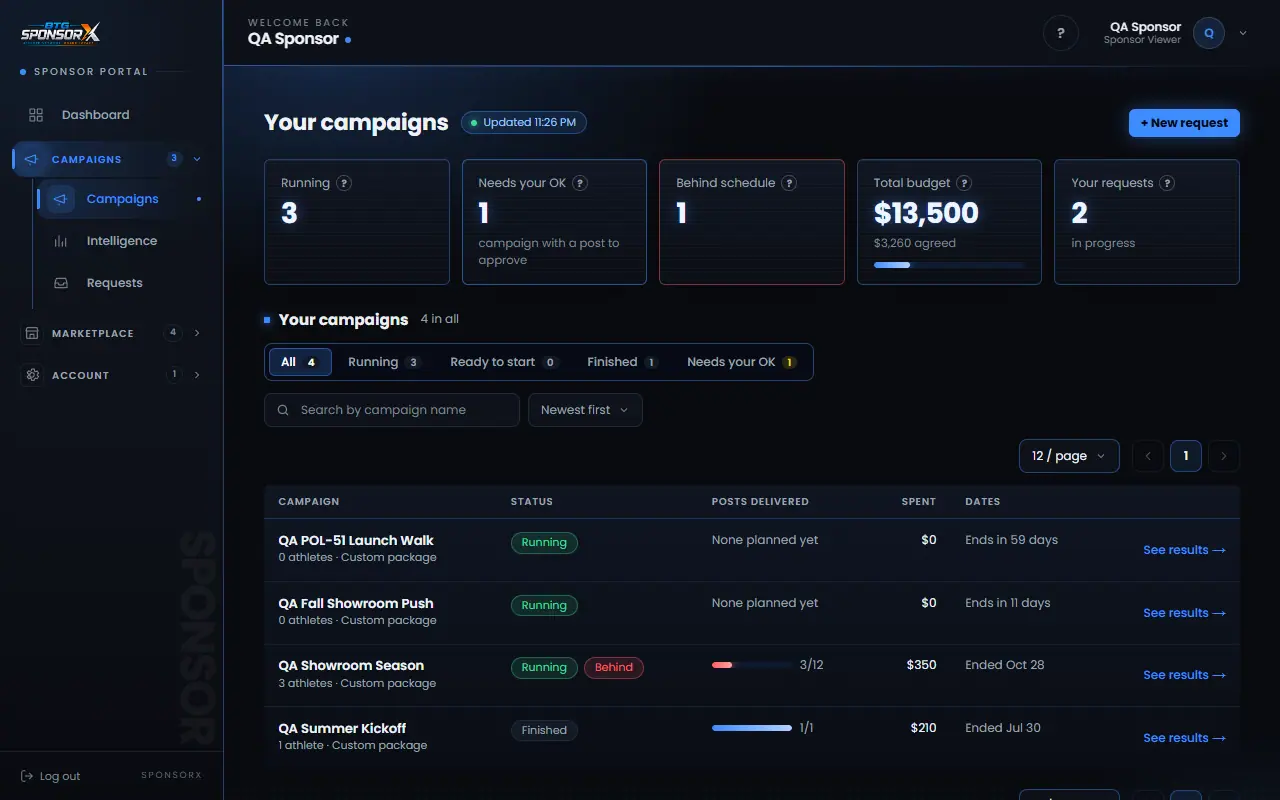 BTG
SPONSORX
SPONSOR PORTAL
Dashboard
CAMPAIGNS 3
Campaigns
Intelligence
Requests
MARKETPLACE 4
ACCOUNT 1
SPONSOR
Log out SPONSORX
WELCOME BACK
QA Sponsor
?
QA Sponsor
Sponsor Viewer
Q
Your campaigns
Updated 11:26 PM
+ New request
Running ?
3
Needs your OK ?
1
campaign with a post to
approve
Behind schedule ?
1
Total budget ?
$13,500
$3,260 agreed
Your requests ?
2
in progress
Your campaigns 4 in all
All 4 Running 3 Ready to start 0 Finished 1 Needs your OK 1
Search by campaign name Newest first
12 / page 1
CAMPAIGN STATUS POSTS DELIVERED SPENT DATES
QA POL-51 Launch Walk
0 athletes · Custom package
Running None planned yet $0 Ends in 59 days See results →
QA Fall Showroom Push
0 athletes · Custom package
Running None planned yet $0 Ends in 11 days See results →
QA Showroom Season
3 athletes · Custom package
Running Behind 3/12 $350 Ended Oct 28 See results →
QA Summer Kickoff
1 athlete · Custom package
Finished 1/1 $210 Ended Jul 30 See results →